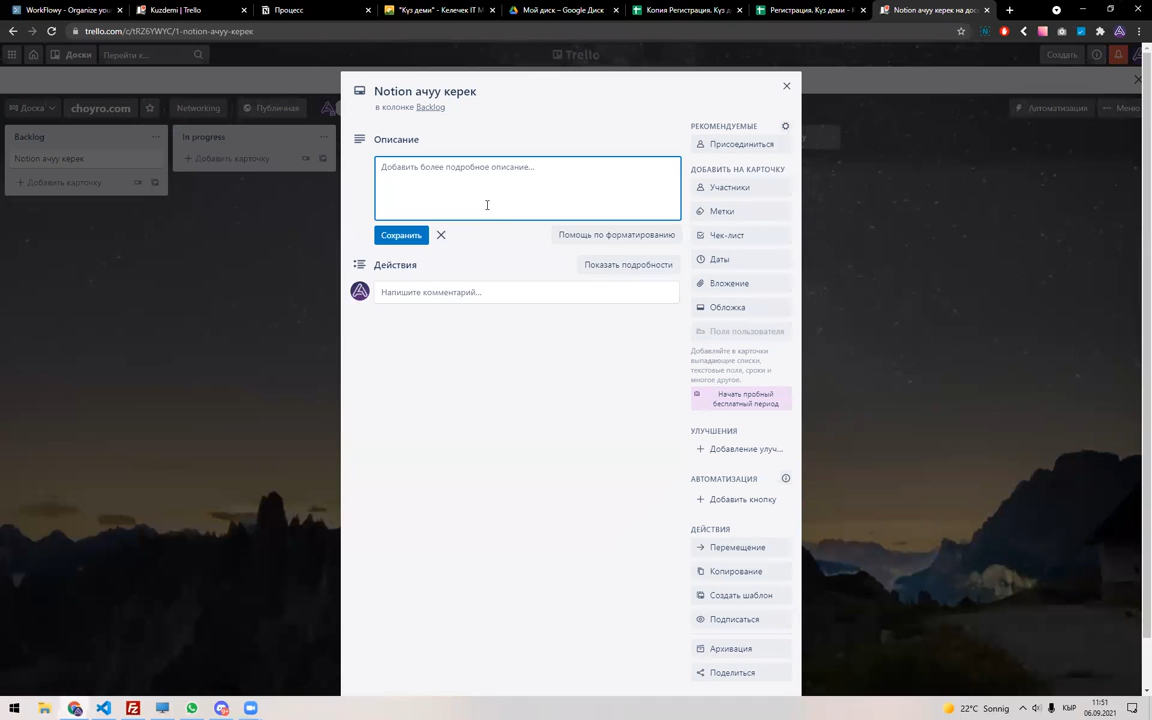 WorkFlowy - Organize you
Kuzdemi | Trello
Процесс
"Күз деми" - Келечек IT М
Мой диск – Google Диск
Копия Регистрация. Күз д
Регистрация. Күз деми -
Notion ачуу керек на дос
trello.com/c/tRZ6YWYC/1-notion-ачуу-керек
Доски
Перейти к...
Trello
Создать
Доска
choyro.com
Networking
Публичная
Автоматизация
Меню
Backlog
In progress
Notion ачуу керек
Добавить карточку
Добавить карточку
Notion ачуу керек
в колонке Backlog
Описание
Добавить более подробное описание...
Сохранить
Помощь по форматированию
Действия
Показать подробности
Напишите комментарий...
РЕКОМЕНДУЕМЫЕ
Присоединиться
ДОБАВИТЬ НА КАРТОЧКУ
Участники
Метки
Чек-лист
Даты
Вложение
Обложка
Поля пользователя
Добавляйте в карточки
выпадающие списки,
текстовые поля, сроки и
многое другое.
Начать пробный
бесплатный период
УЛУЧШЕНИЯ
Добавление улуч...
АВТОМАТИЗАЦИЯ
Добавить кнопку
ДЕЙСТВИЯ
Перемещение
Копирование
Создать шаблон
Подписаться
Архивация
Поделиться
22°C Sonnig
КЫР
11:51
06.09.2021